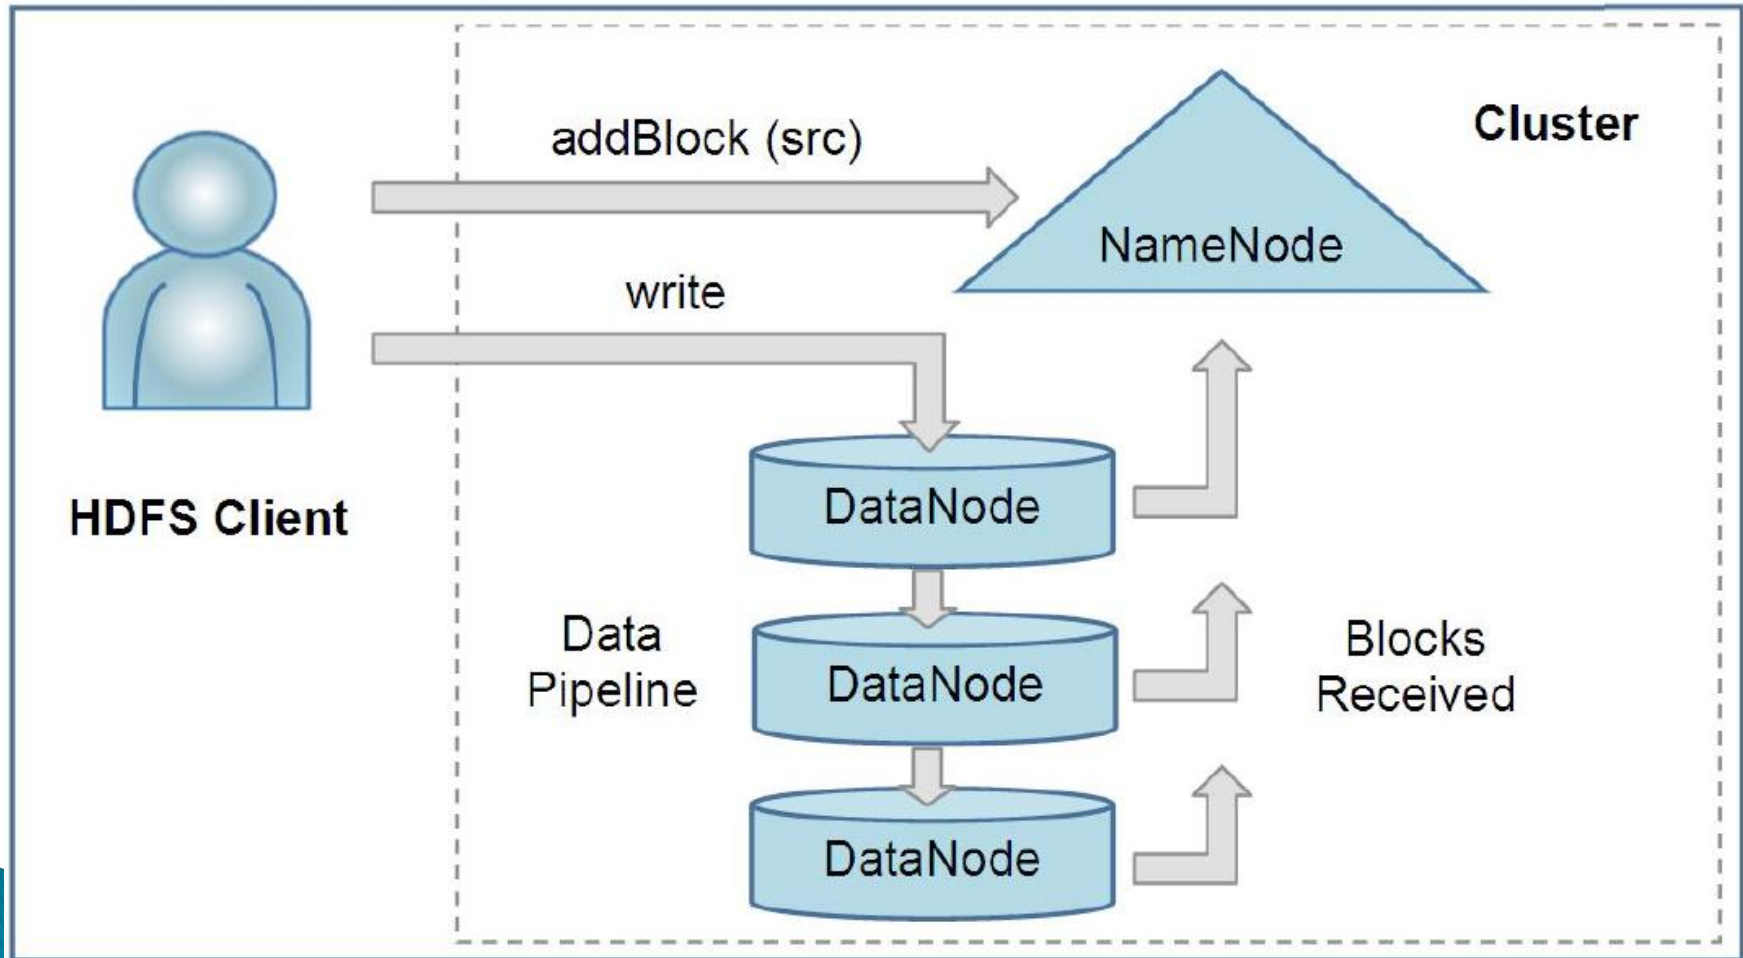 addBlock (src)
Cluster
NameNode
write
HDFS Client
DataNode
Data
Pipeline
DataNode
Blocks
Received
DataNode